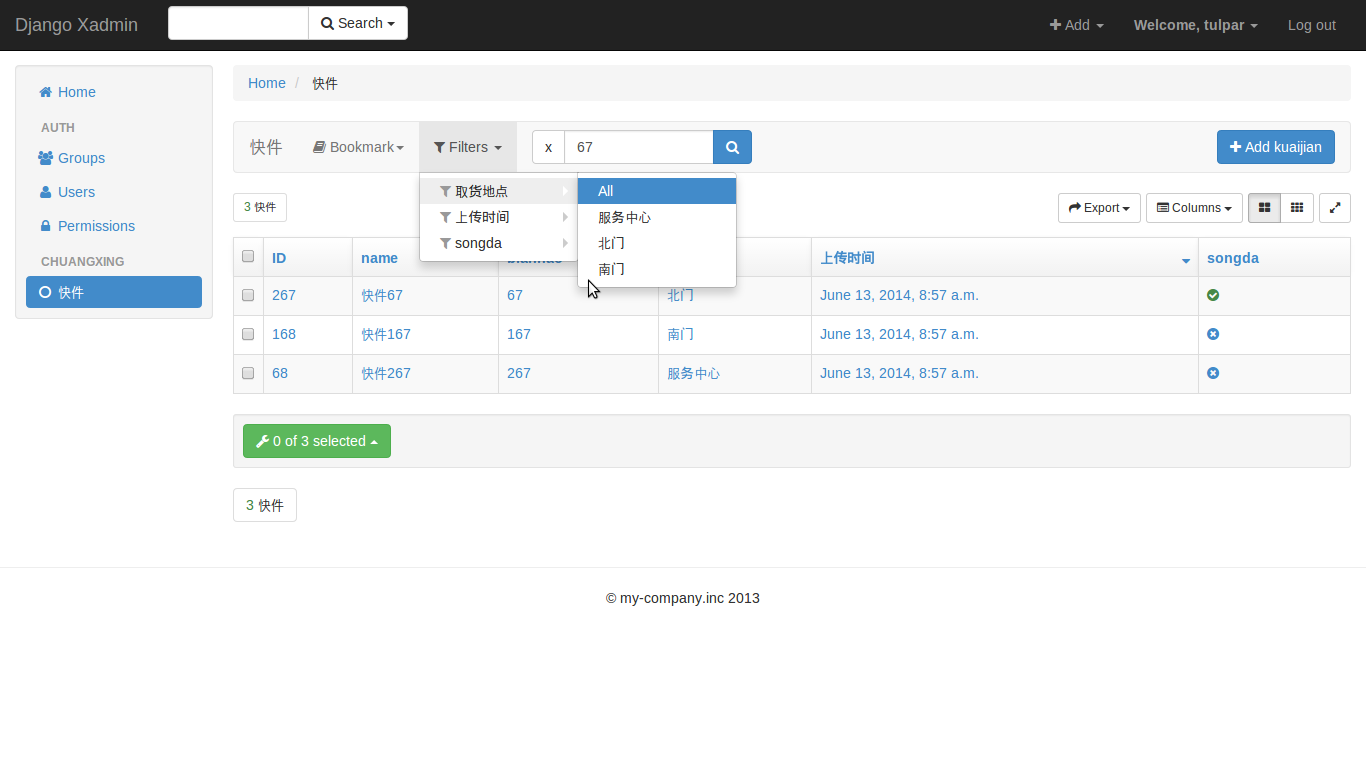 Django Xadmin Search Add Welcome, tulpar Log out
Home
AUTH
Groups
Users
Permissions
CHUANGXING
快件
Home / 快件
快件 Bookmark Filters x 67 Add kuaijian
取货地点
上传时间
songda
All
服务中心
北门
南门
3 快件 Export Columns
ID name 上传时间 songda
267 快件67 67 北门 June 13, 2014, 8:57 a.m.
168 快件167 167 南门 June 13, 2014, 8:57 a.m.
68 快件267 267 服务中心 June 13, 2014, 8:57 a.m.
0 of 3 selected
3 快件
© my-company.inc 2013